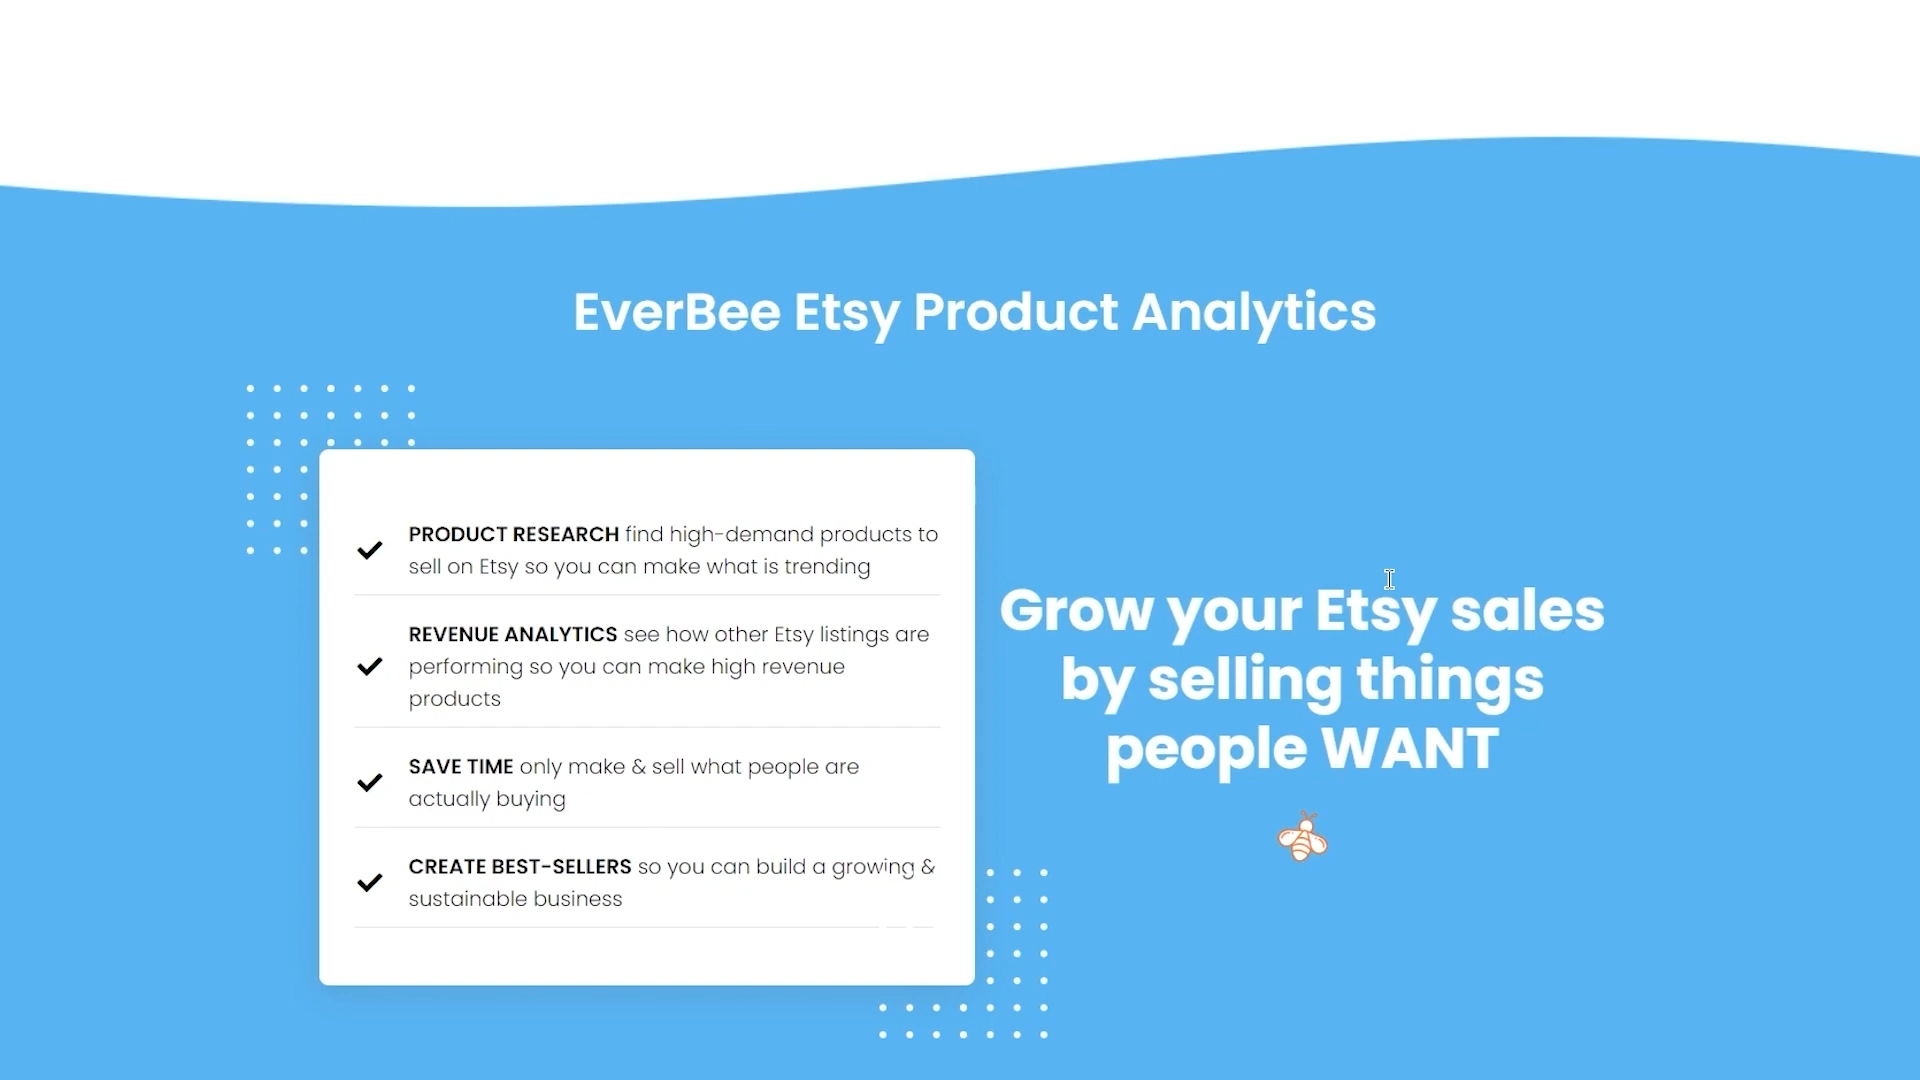 EverBee Etsy Product Analytics
PRODUCT RESEARCH find high-demand products to
sell on Etsy so you can make what is trending
REVENUE ANALYTICS see how other Etsy listings are
performing so you can make high revenue
products
SAVE TIME only make & sell what people are
actually buying
CREATE BEST-SELLERS so you can build a growing &
sustainable business
Grow your Etsy sales
by selling things
people WANT